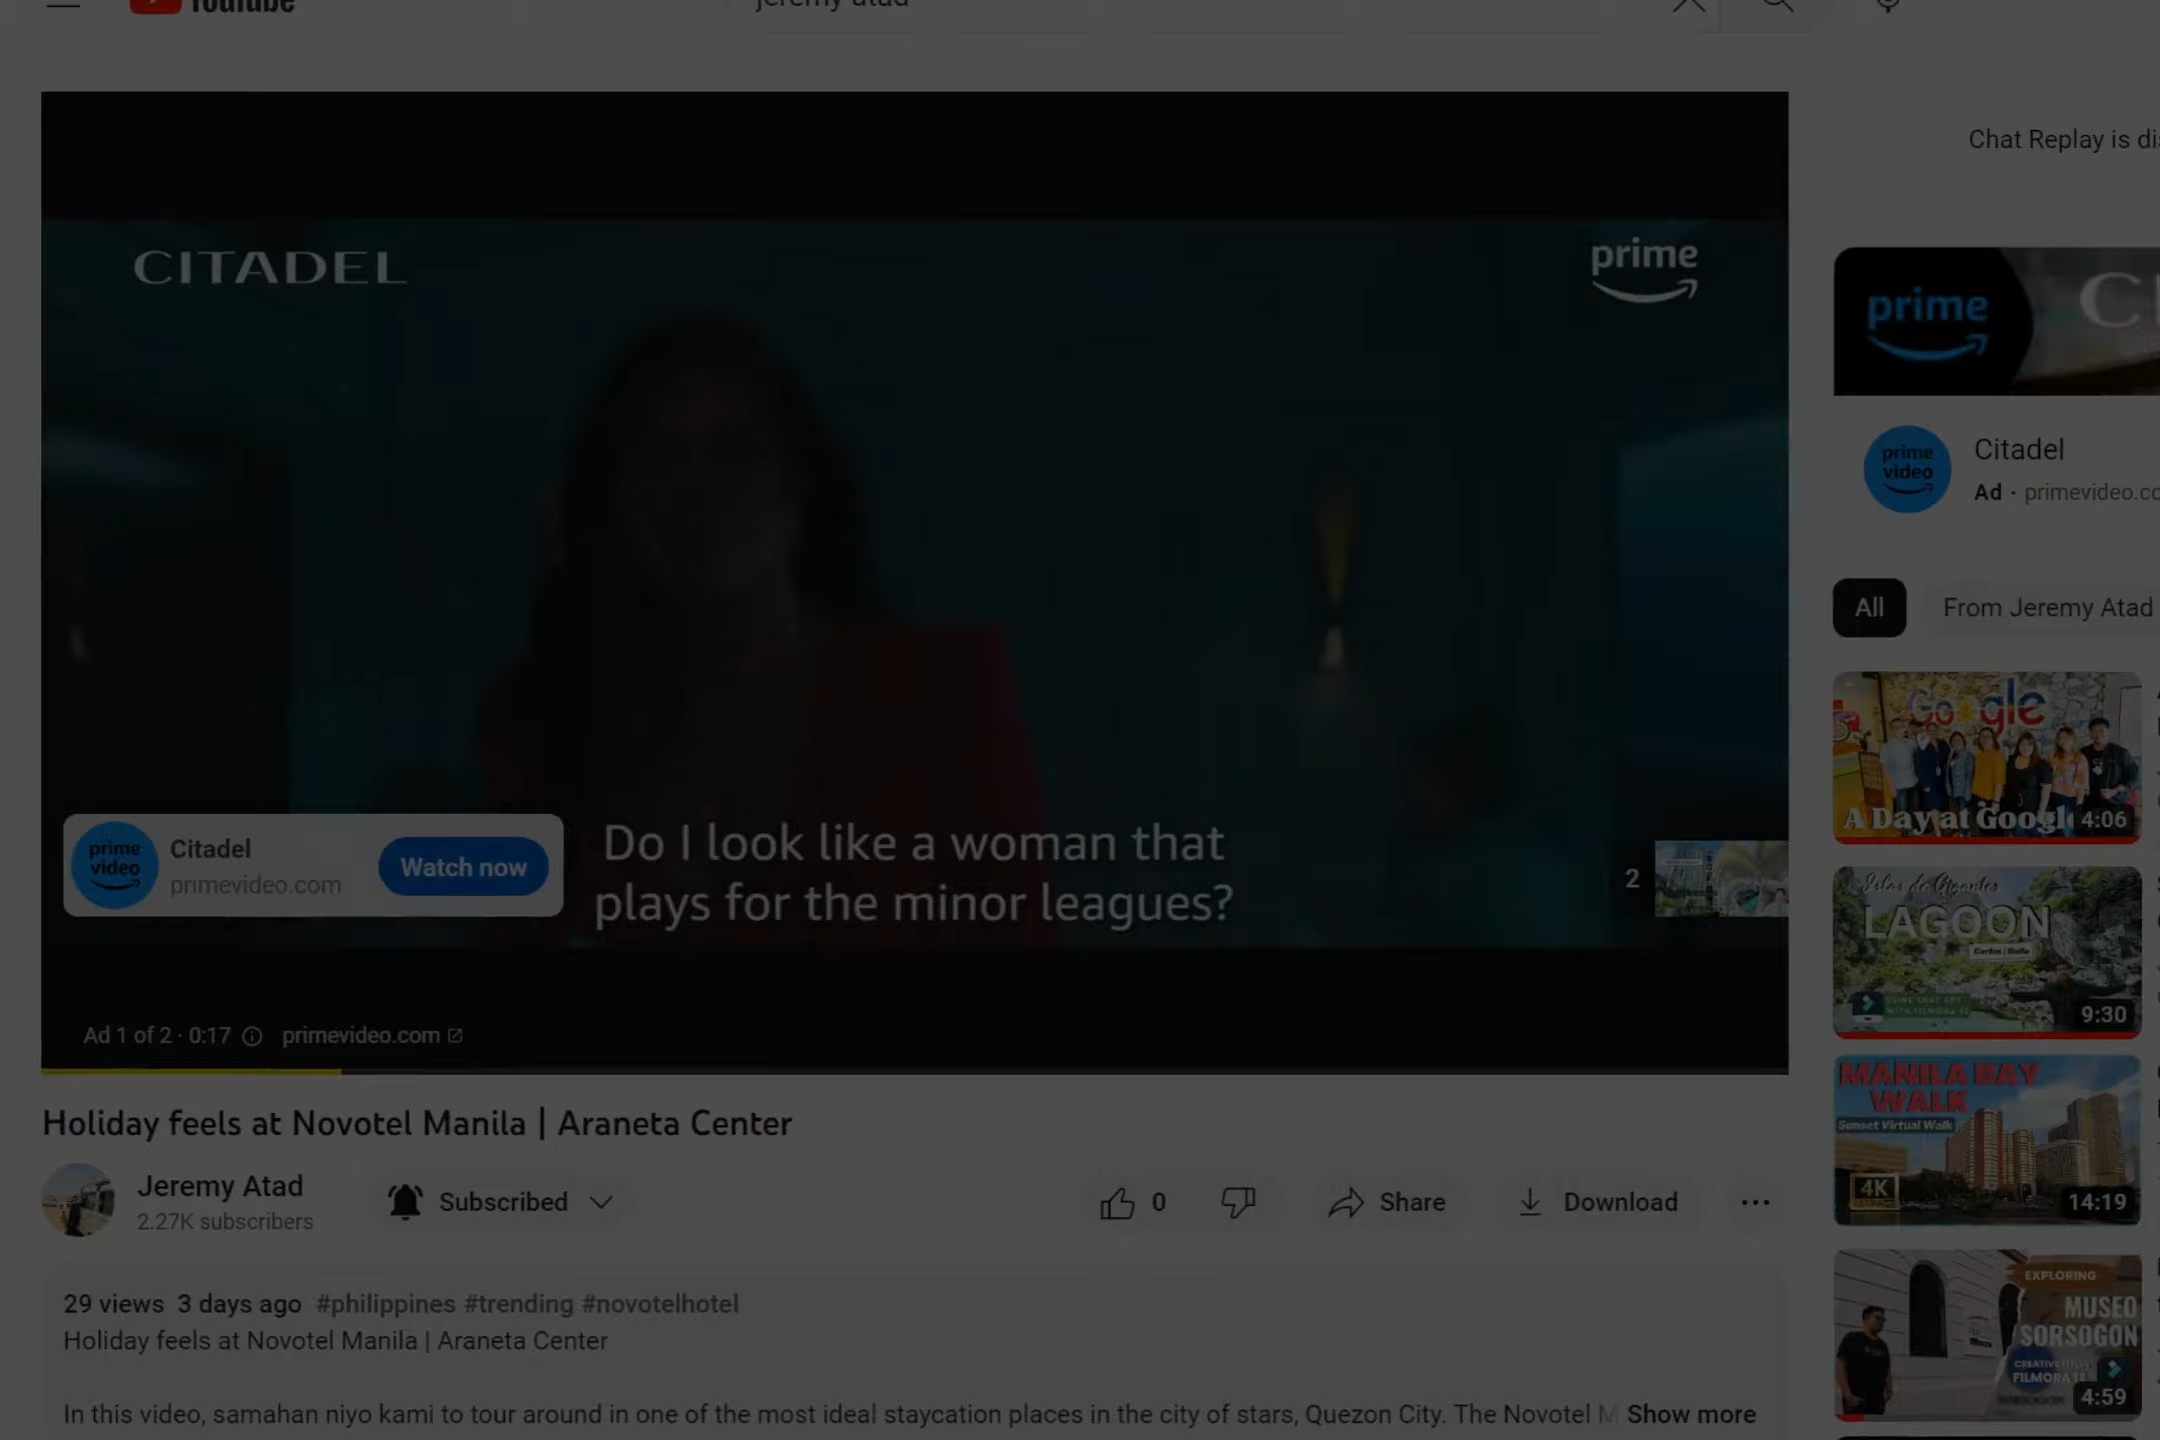 YouTube
jeremy atad
Chat Replay is
CITADEL
prime
prime
Citadel
Ad · primevideo.co
prime
video
All
From Jeremy Atad
Google
A Day at Google
4:06
Islas de Gigantes
LAGOON
9:30
MANILA BAY
WALK
Sunset Virtual Walk
4K
14:19
EXPLORING
MUSEO
SORSOGON
4:59
prime
video
Citadel
primevideo.com
Watch now
Do I look like a woman that
plays for the minor leagues?
2
Ad 1 of 2 · 0:17
primevideo.com
Holiday feels at Novotel Manila | Araneta Center
Jeremy Atad
2.27K subscribers
Subscribed
0
Share
Download
29 views 3 days ago #philippines #trending #novotelhotel
Holiday feels at Novotel Manila | Araneta Center
In this video, samahan niyo kami to tour around in one of the most ideal staycation places in the city of stars, Quezon City. The Novotel
Show more